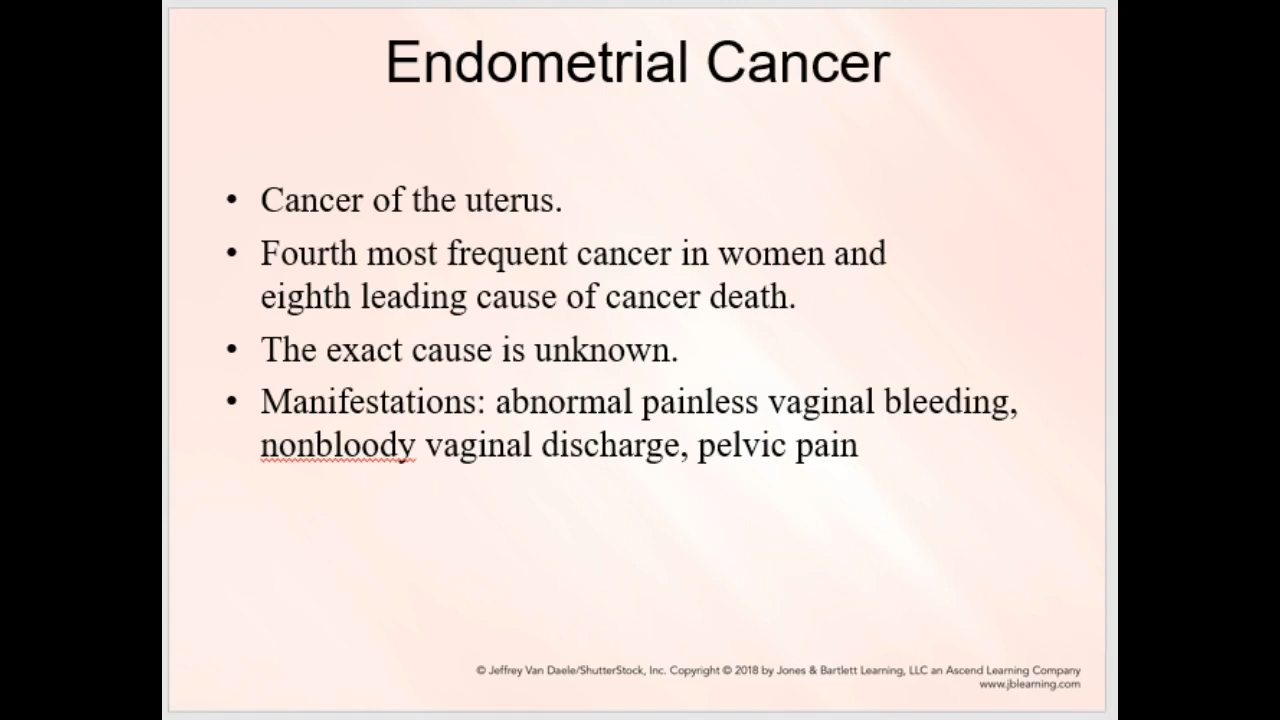 Endometrial Cancer
• Cancer of the uterus.
• Fourth most frequent cancer in women and
eighth leading cause of cancer death.
• The exact cause is unknown.
• Manifestations: abnormal painless vaginal bleeding,
nonbloody vaginal discharge, pelvic pain
© Jeffrey Van Daele/ShutterStock, Inc. Copyright © 2018 by Jones & Bartlett Learning, LLC an Ascend Learning Company
www.jblearning.com